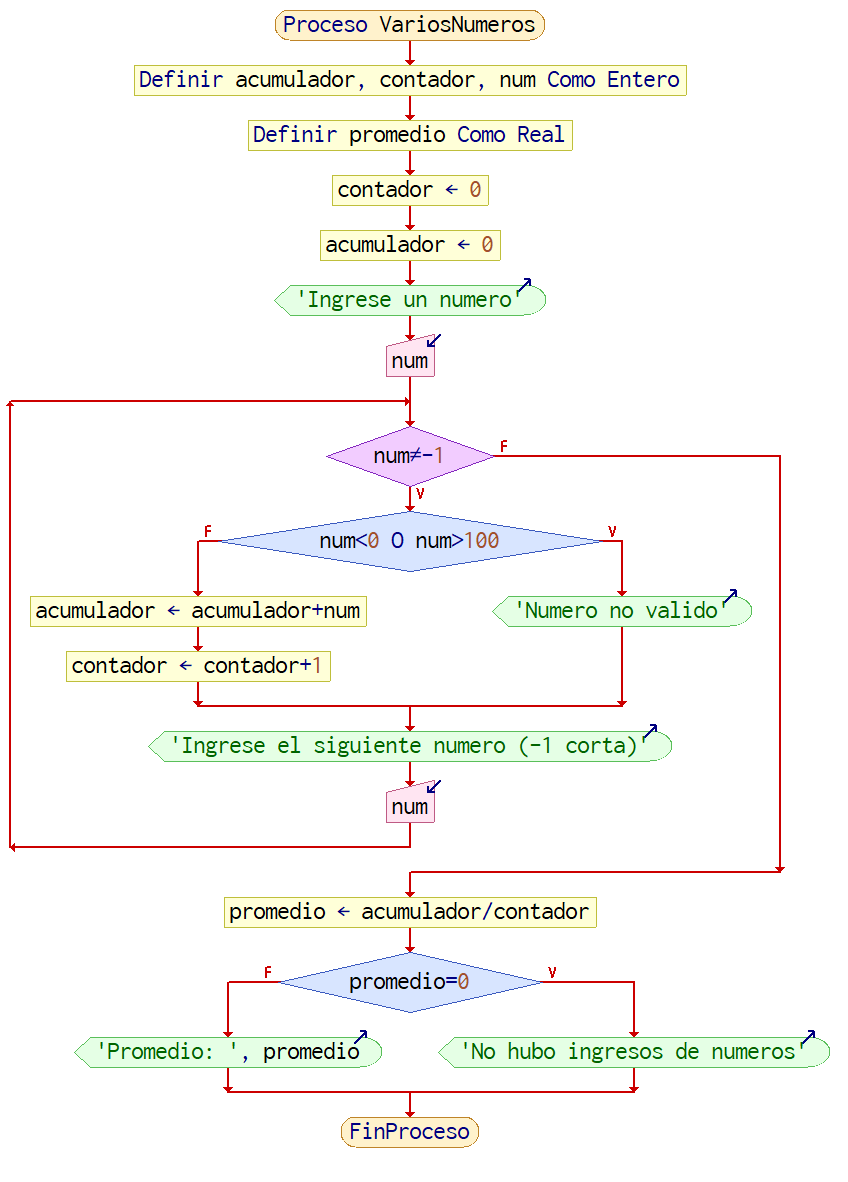 Proceso VariosNumeros
Definir acumulador, contador, num Como Entero
Definir promedio Como Real
contador ← 0
acumulador ← 0
'Ingrese un numero'
num
num≠-1
F
V
num<0 O num>100
F
V
acumulador ← acumulador+num
'Numero no valido'
contador ← contador+1
'Ingrese el siguiente numero (-1 corta)'
num
promedio ← acumulador/contador
promedio=0
F
V
'Promedio: ', promedio
'No hubo ingresos de numeros'
FinProceso